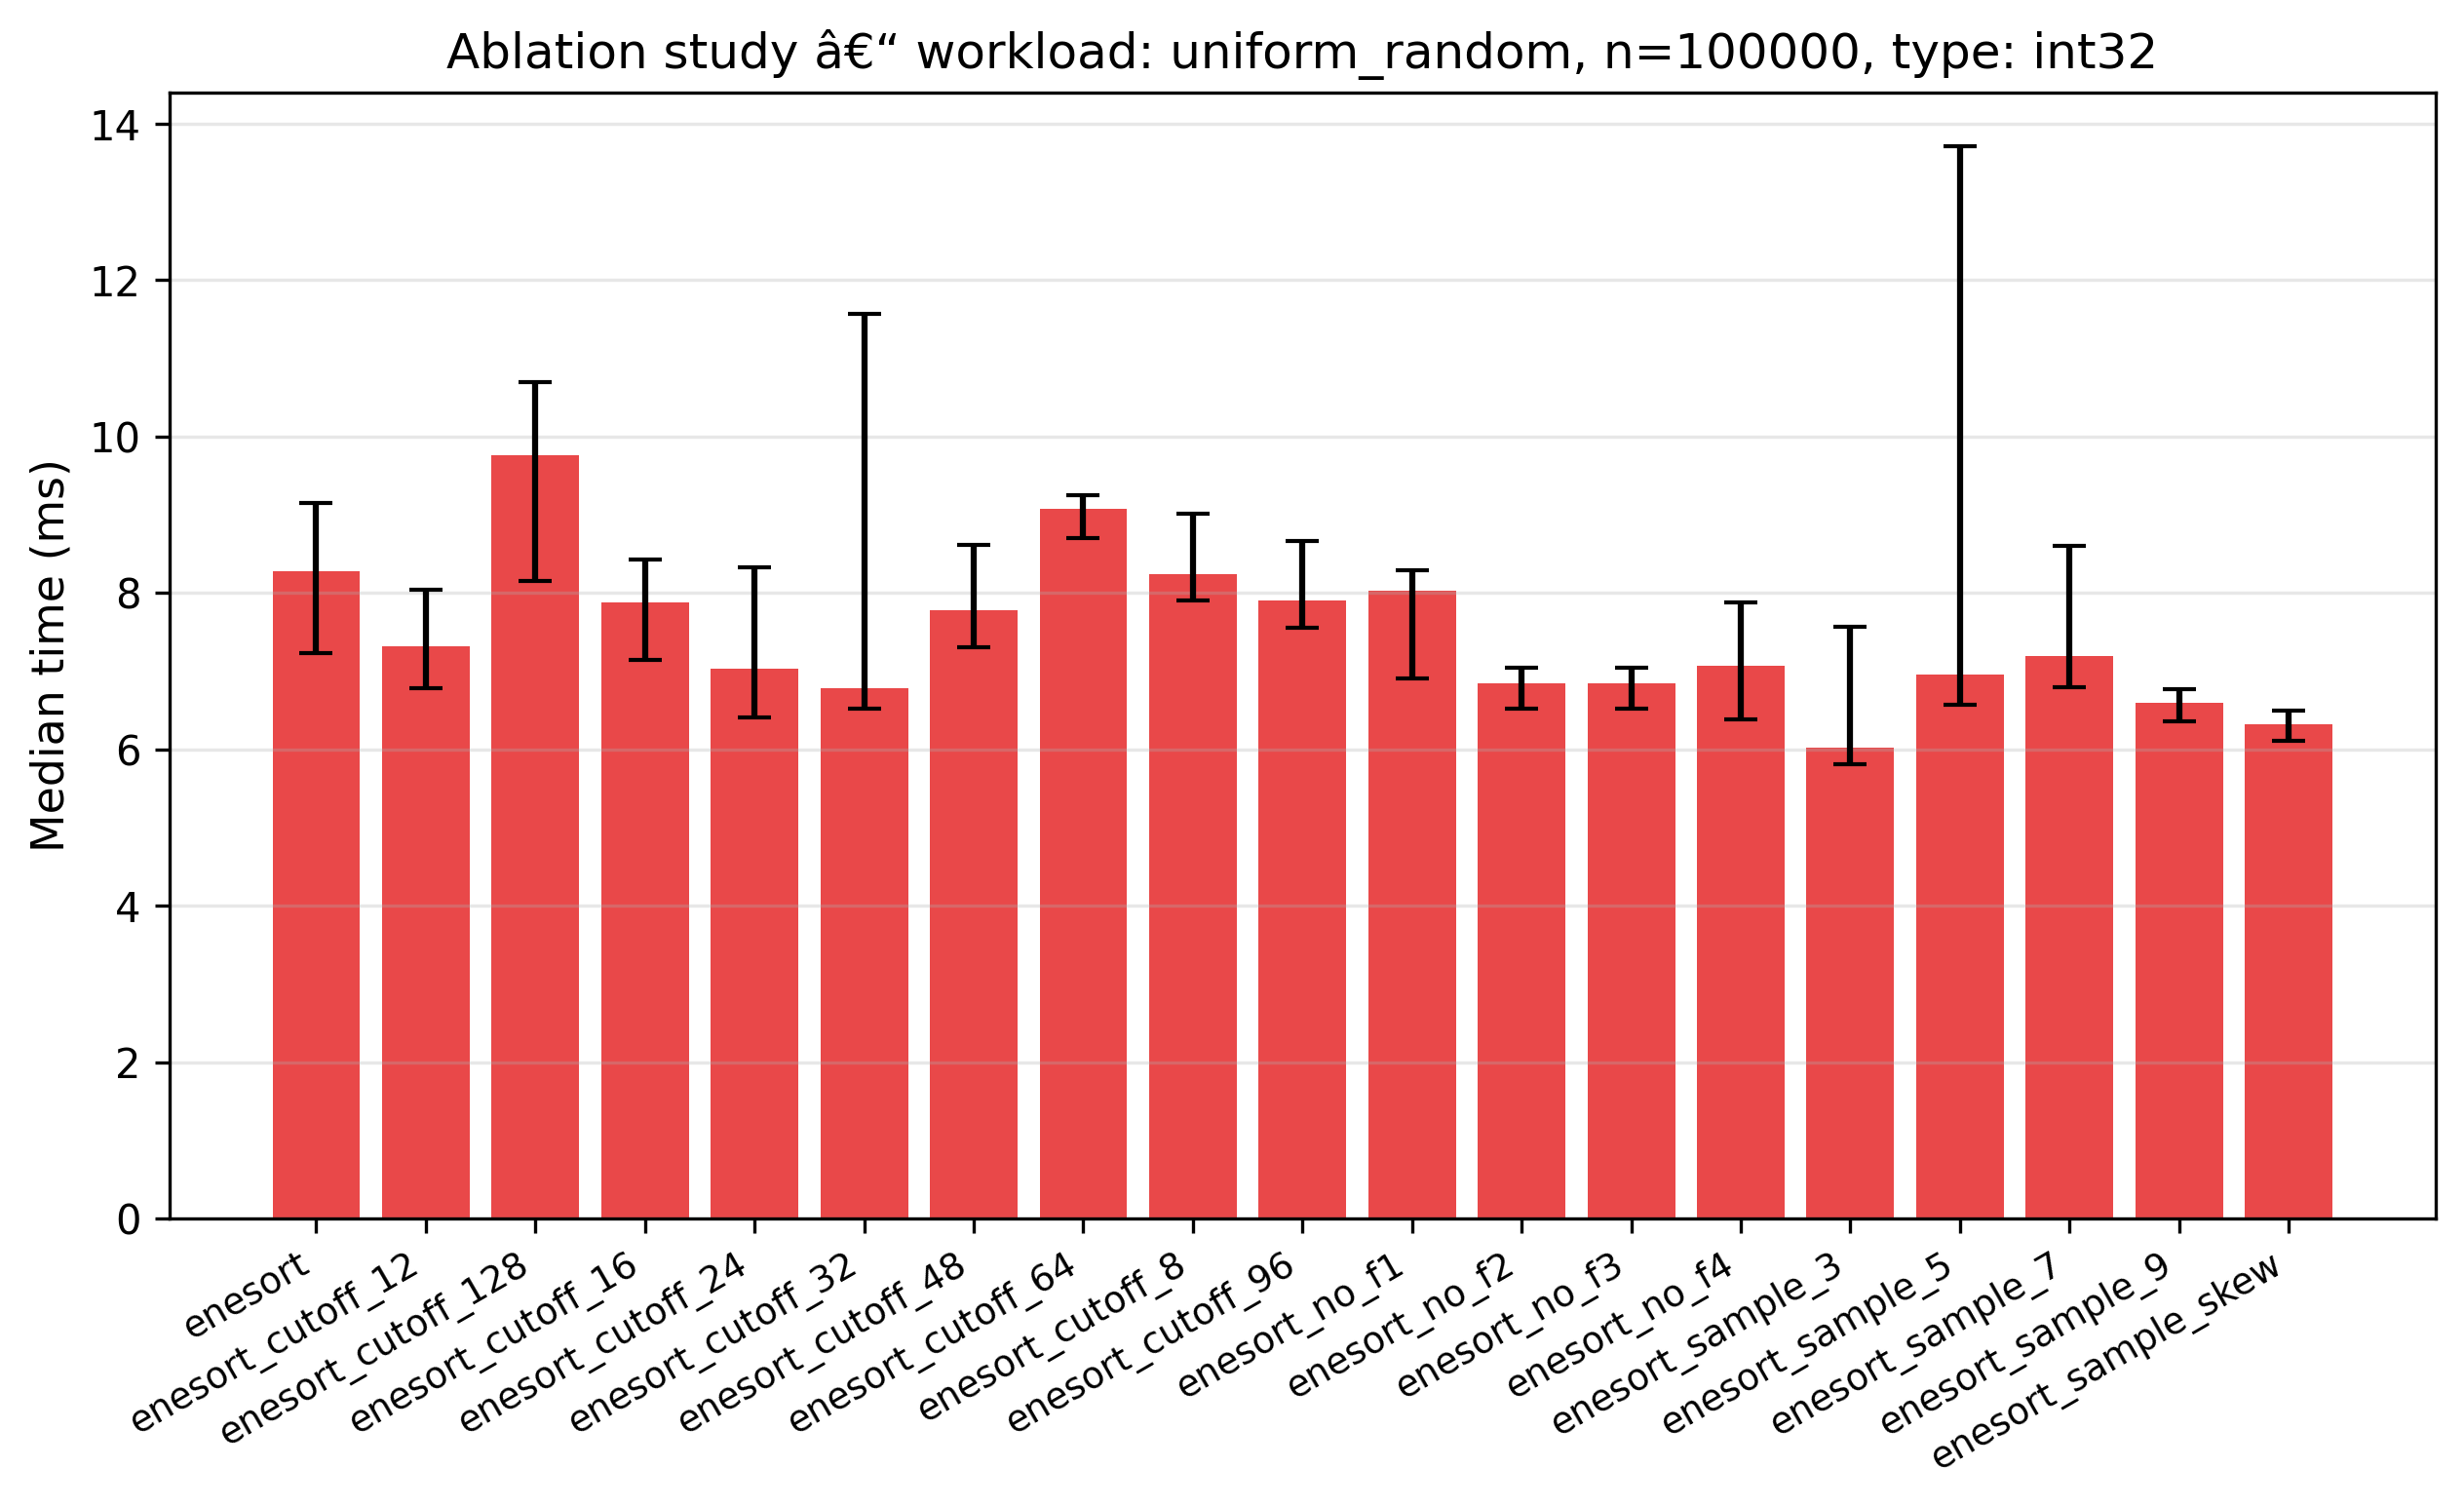 Ablation study â€“ workload: uniform_random, n=100000, type: int32
Median time (ms)
14
12
10
8
6
4
2
0
enesort
enesort_cutoff_12
enesort_cutoff_128
enesort_cutoff_16
enesort_cutoff_24
enesort_cutoff_32
enesort_cutoff_48
enesort_cutoff_64
enesort_cutoff_8
enesort_cutoff_96
enesort_no_f1
enesort_no_f2
enesort_no_f3
enesort_no_f4
enesort_sample_3
enesort_sample_5
enesort_sample_7
enesort_sample_9
enesort_sample_skew